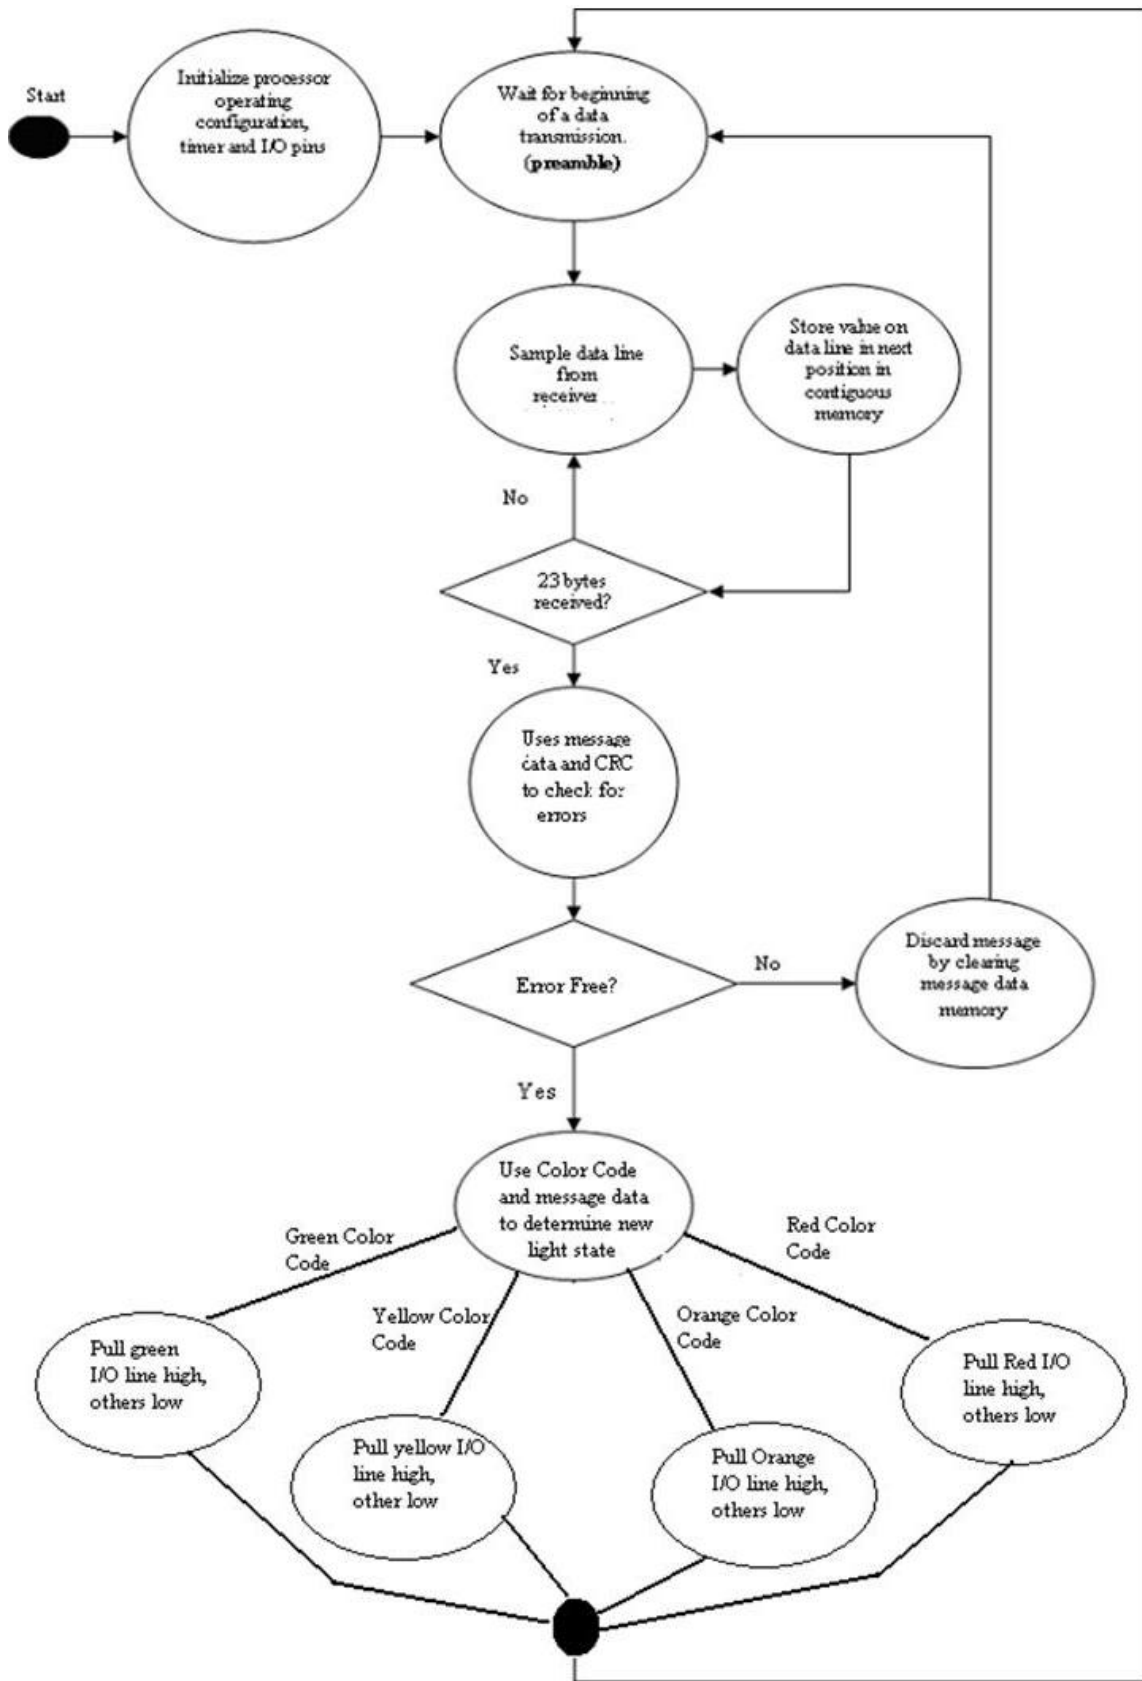 Start
Initialize processor
operating
configuration,
timer and I/O pins
Wait for beginning
of a data
transmission.
(preamble)
Sample data line
from
receiver
Store value on
data line in next
position in
contiguous
memory
No
23 bytes
received?
Yes
Uses message
data and CRC
to check for
errors
Error Free?
No
Discard message
by clearing
message data
memory
Yes
Use Color Code
and message data
to determine new
light state
Green Color
Code
Yellow Color
Code
Orange Color
Code
Red Color
Code
Pull green
I/O line high,
others low
Pull yellow I/O
line high,
other low
Pull Orange
I/O line high,
others low
Pull Red I/O
line high,
others low